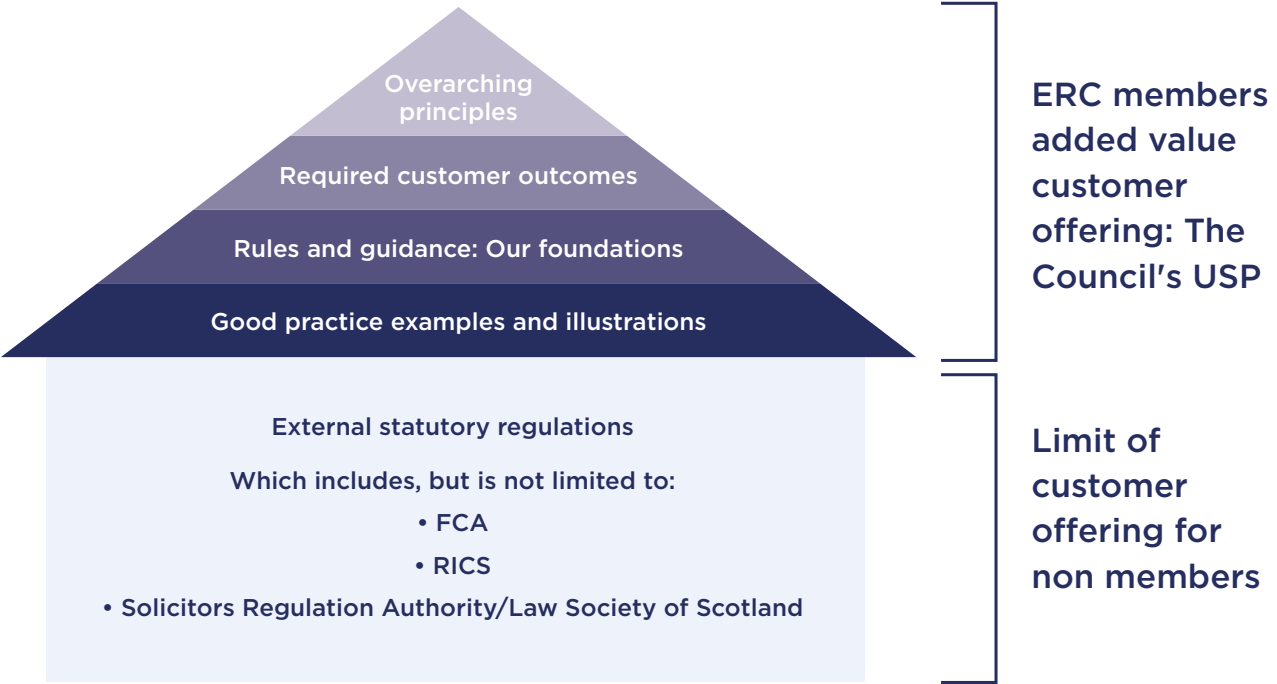 Overarching
principles
Required customer outcomes
Rules and guidance: Our foundations
Good practice examples and illustrations
ERC members
added value
customer
offering: The
Council's USP
External statutory regulations
Which includes, but is not limited to:
• FCA
• RICS
• Solicitors Regulation Authority/Law Society of Scotland
Limit of
customer
offering for
non members